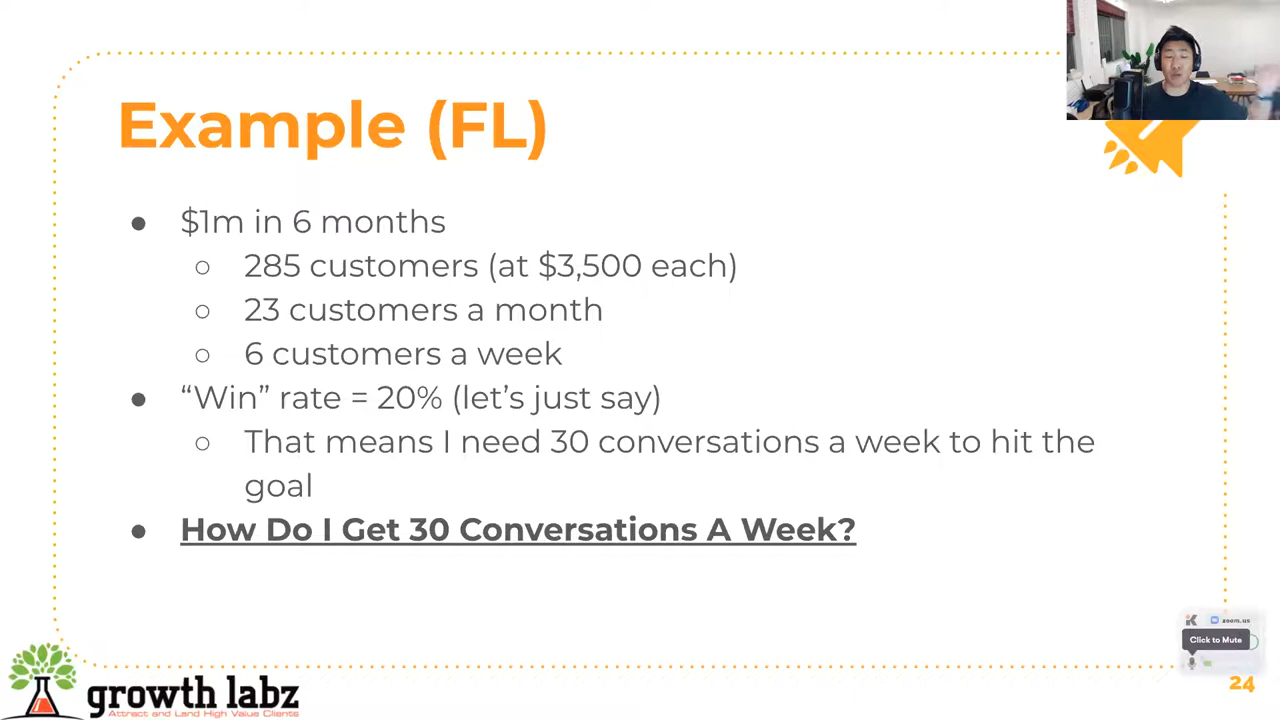 Example (FL)
● $1m in 6 months
○ 285 customers (at $3,500 each)
○ 23 customers a month
○ 6 customers a week
● “Win” rate = 20% (let’s just say)
○ That means I need 30 conversations a week to hit the
goal
● How Do I Get 30 Conversations A Week?
zoom.us
Click to Mute
24
growth labz
Attract and Land High Value Clients